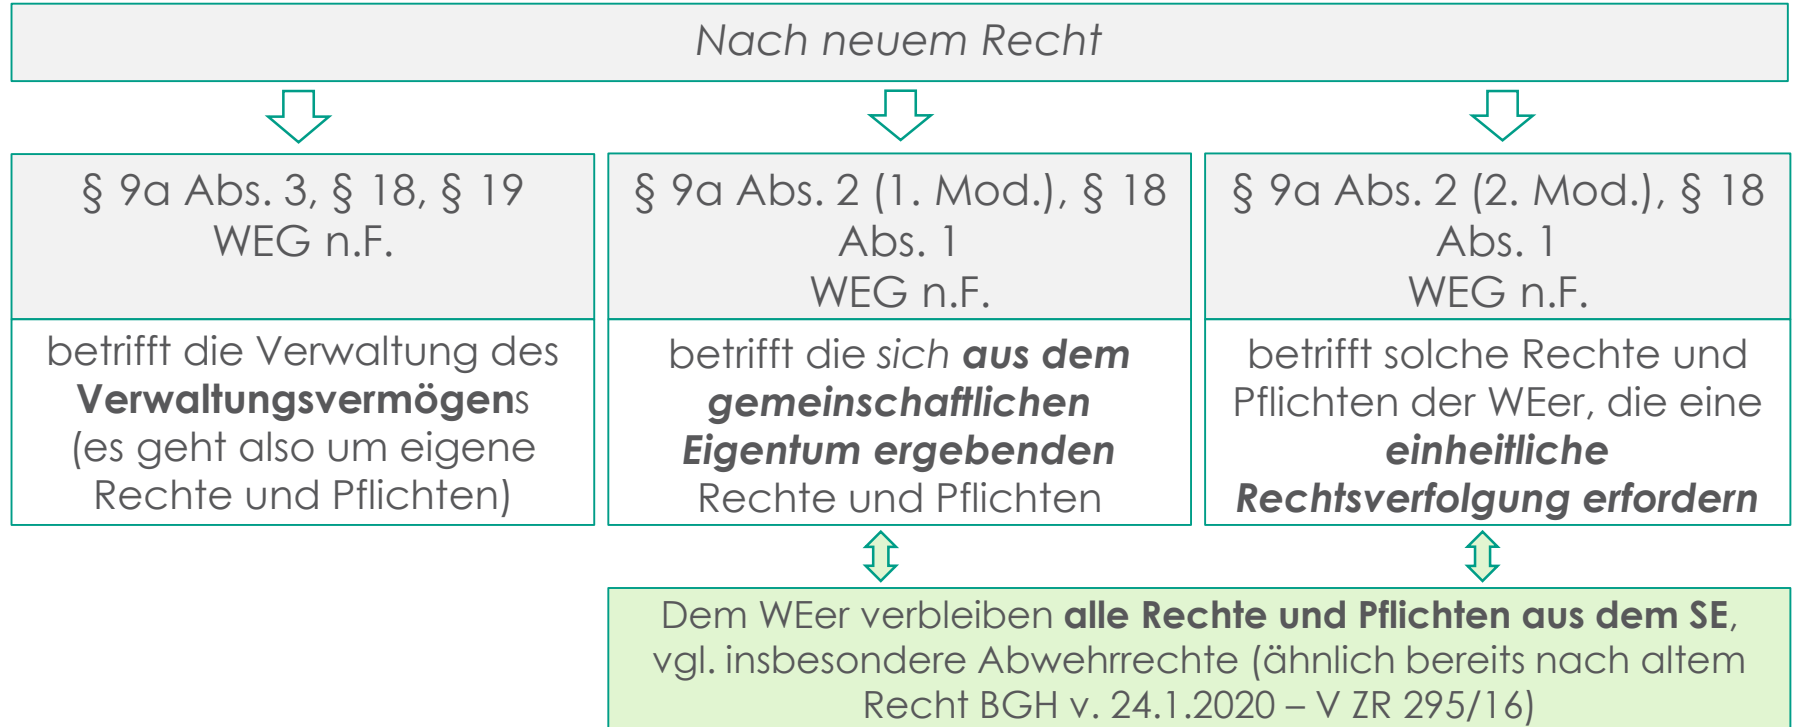 Nach neuem Recht
§ 9a Abs. 3, § 18, § 19
WEG n.F.
betrifft die Verwaltung des
Verwaltungsvermögens
(es geht also um eigene
Rechte und Pflichten)
§ 9a Abs. 2 (1. Mod.), § 18
Abs. 1
WEG n.F.
betrifft die sich aus dem
gemeinschaftlichen
Eigentum ergebenden
Rechte und Pflichten
§ 9a Abs. 2 (2. Mod.), § 18
Abs. 1
WEG n.F.
betrifft solche Rechte und
Pflichten der WEer, die eine
einheitliche
Rechtsverfolgung erfordern
Dem WEer verbleiben alle Rechte und Pflichten aus dem SE,
vgl. insbesondere Abwehrrechte (ähnlich bereits nach altem
Recht BGH v. 24.1.2020 – V ZR 295/16)